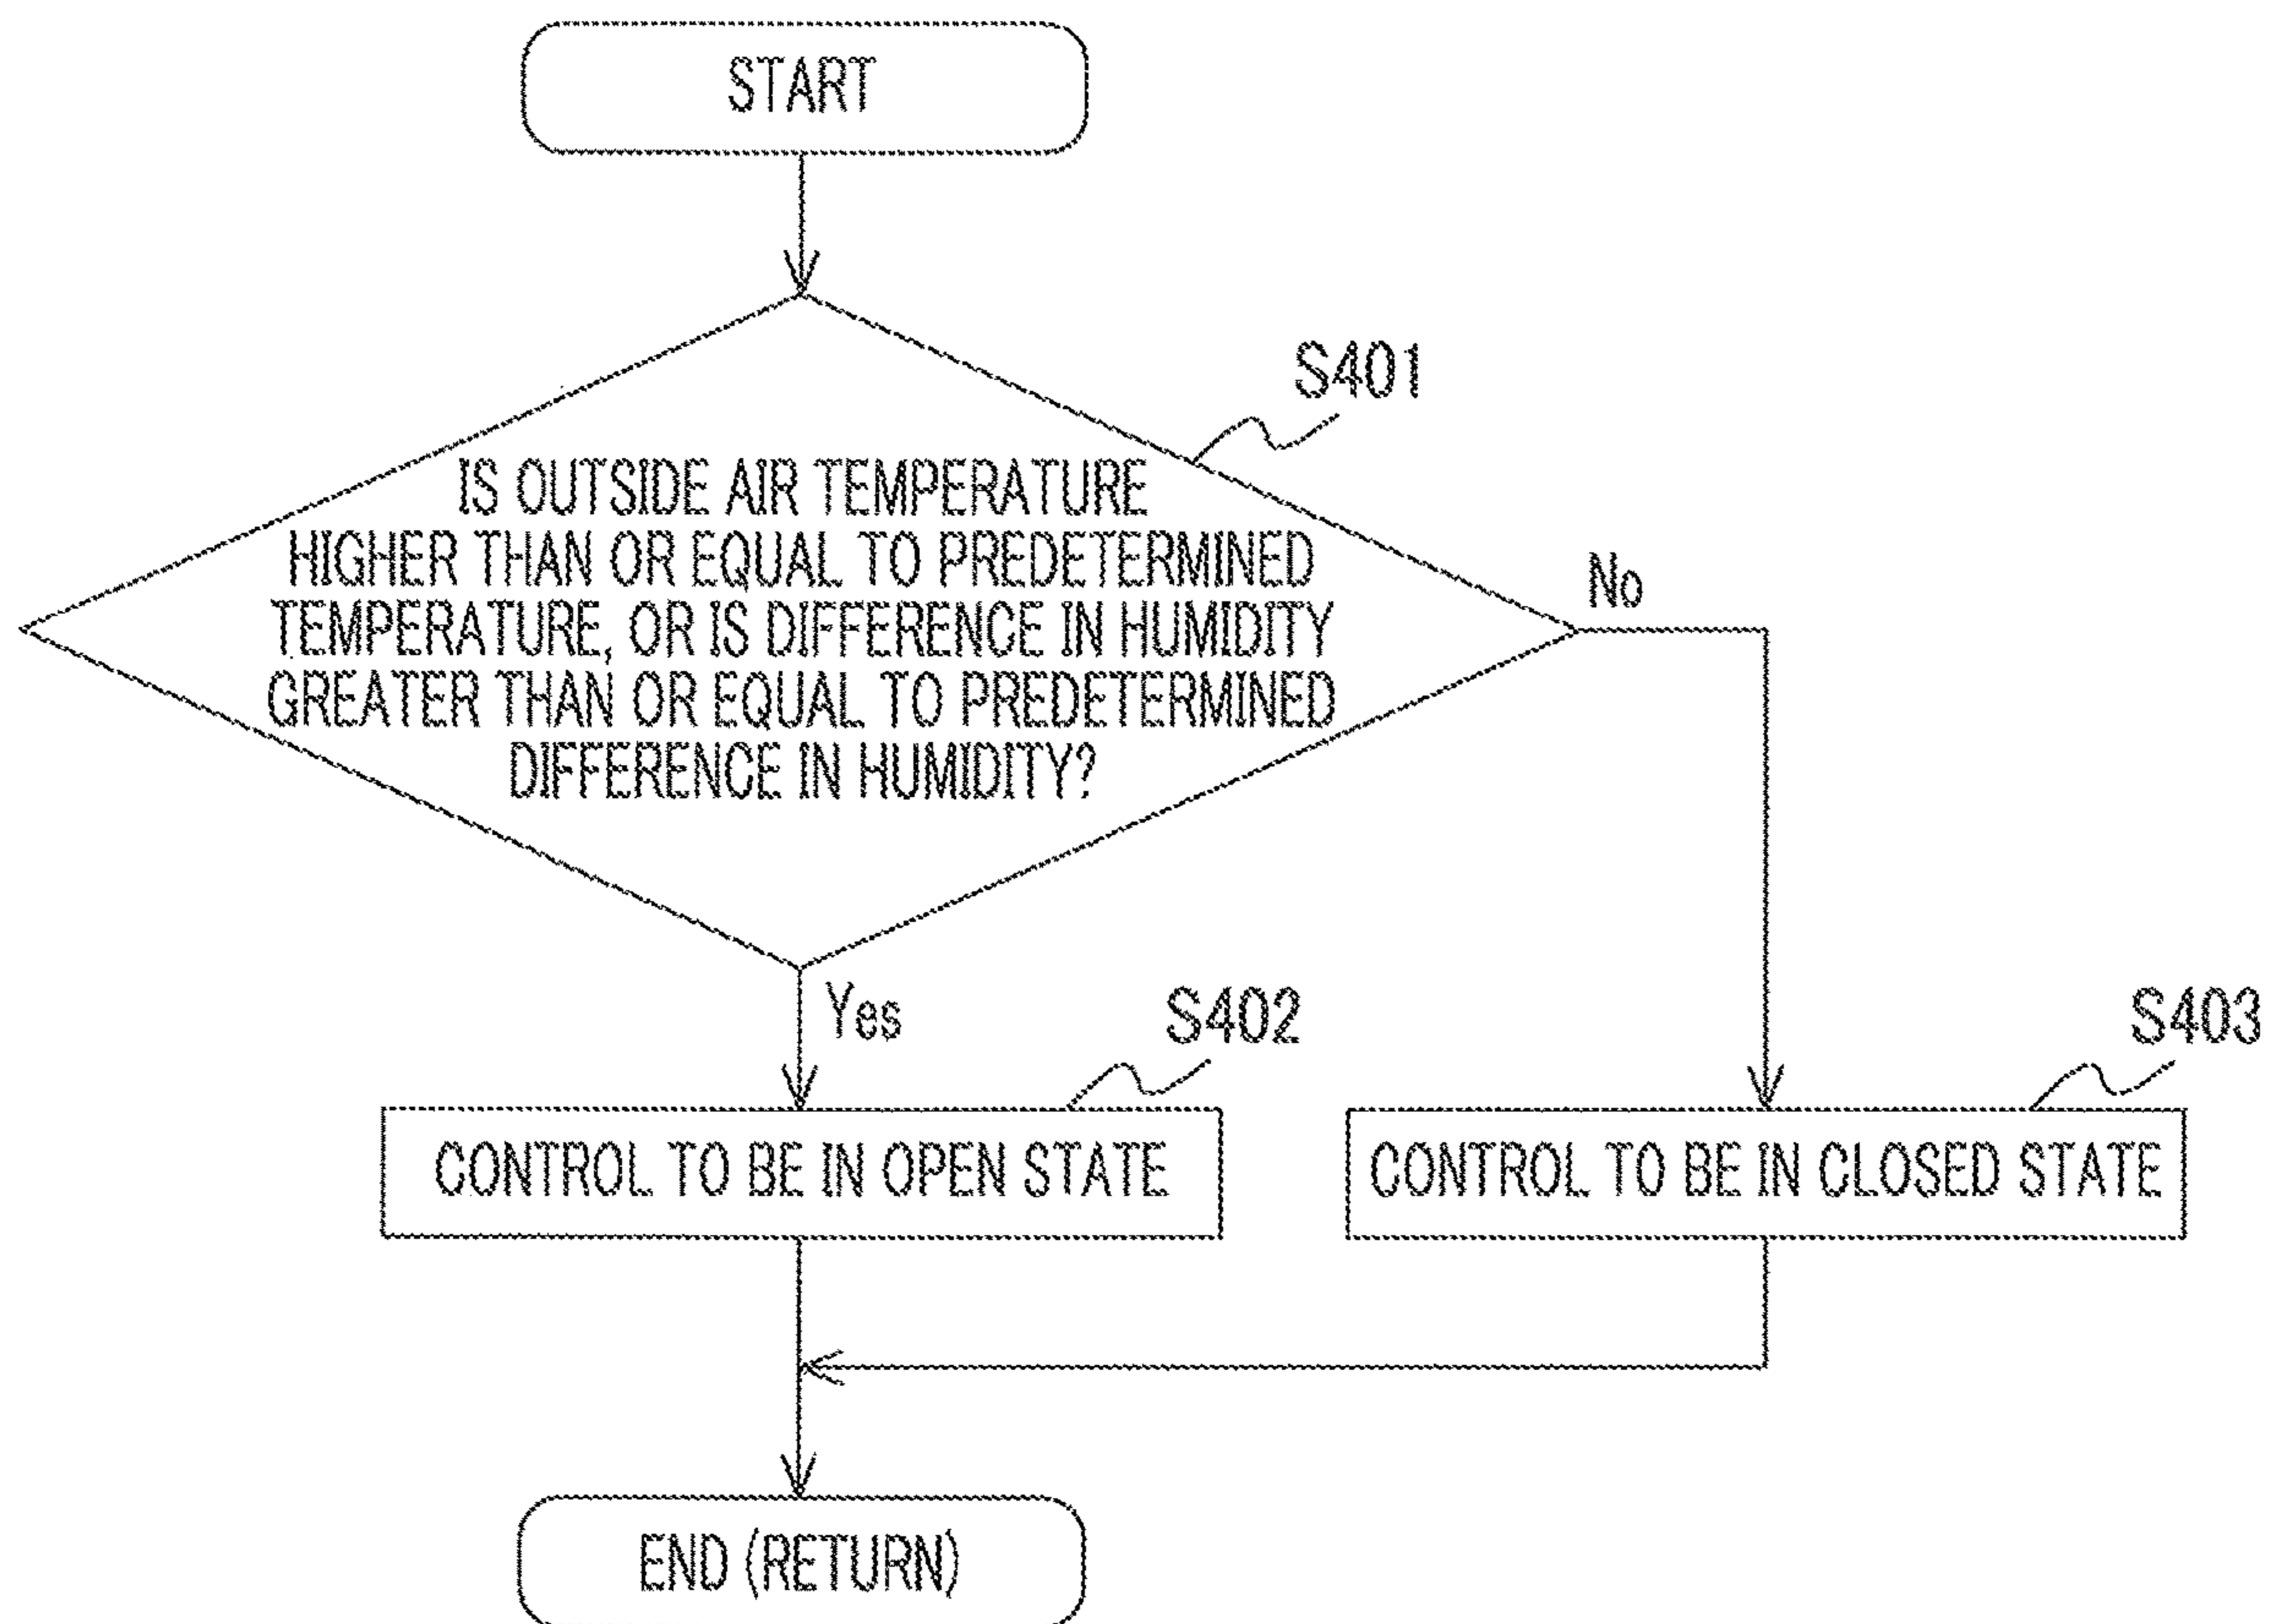 START
S401
IS OUTSIDE AIR TEMPERATURE
HIGHER THAN OR EQUAL TO PREDETERMINED
TEMPERATURE, OR IS DIFFERENCE IN HUMIDITY
GREATER THAN OR EQUAL TO PREDETERMINED
DIFFERENCE IN HUMIDITY?
No
Yes
S402
S403
CONTROL TO BE IN OPEN STATE
CONTROL TO BE IN CLOSED STATE
END (RETURN)